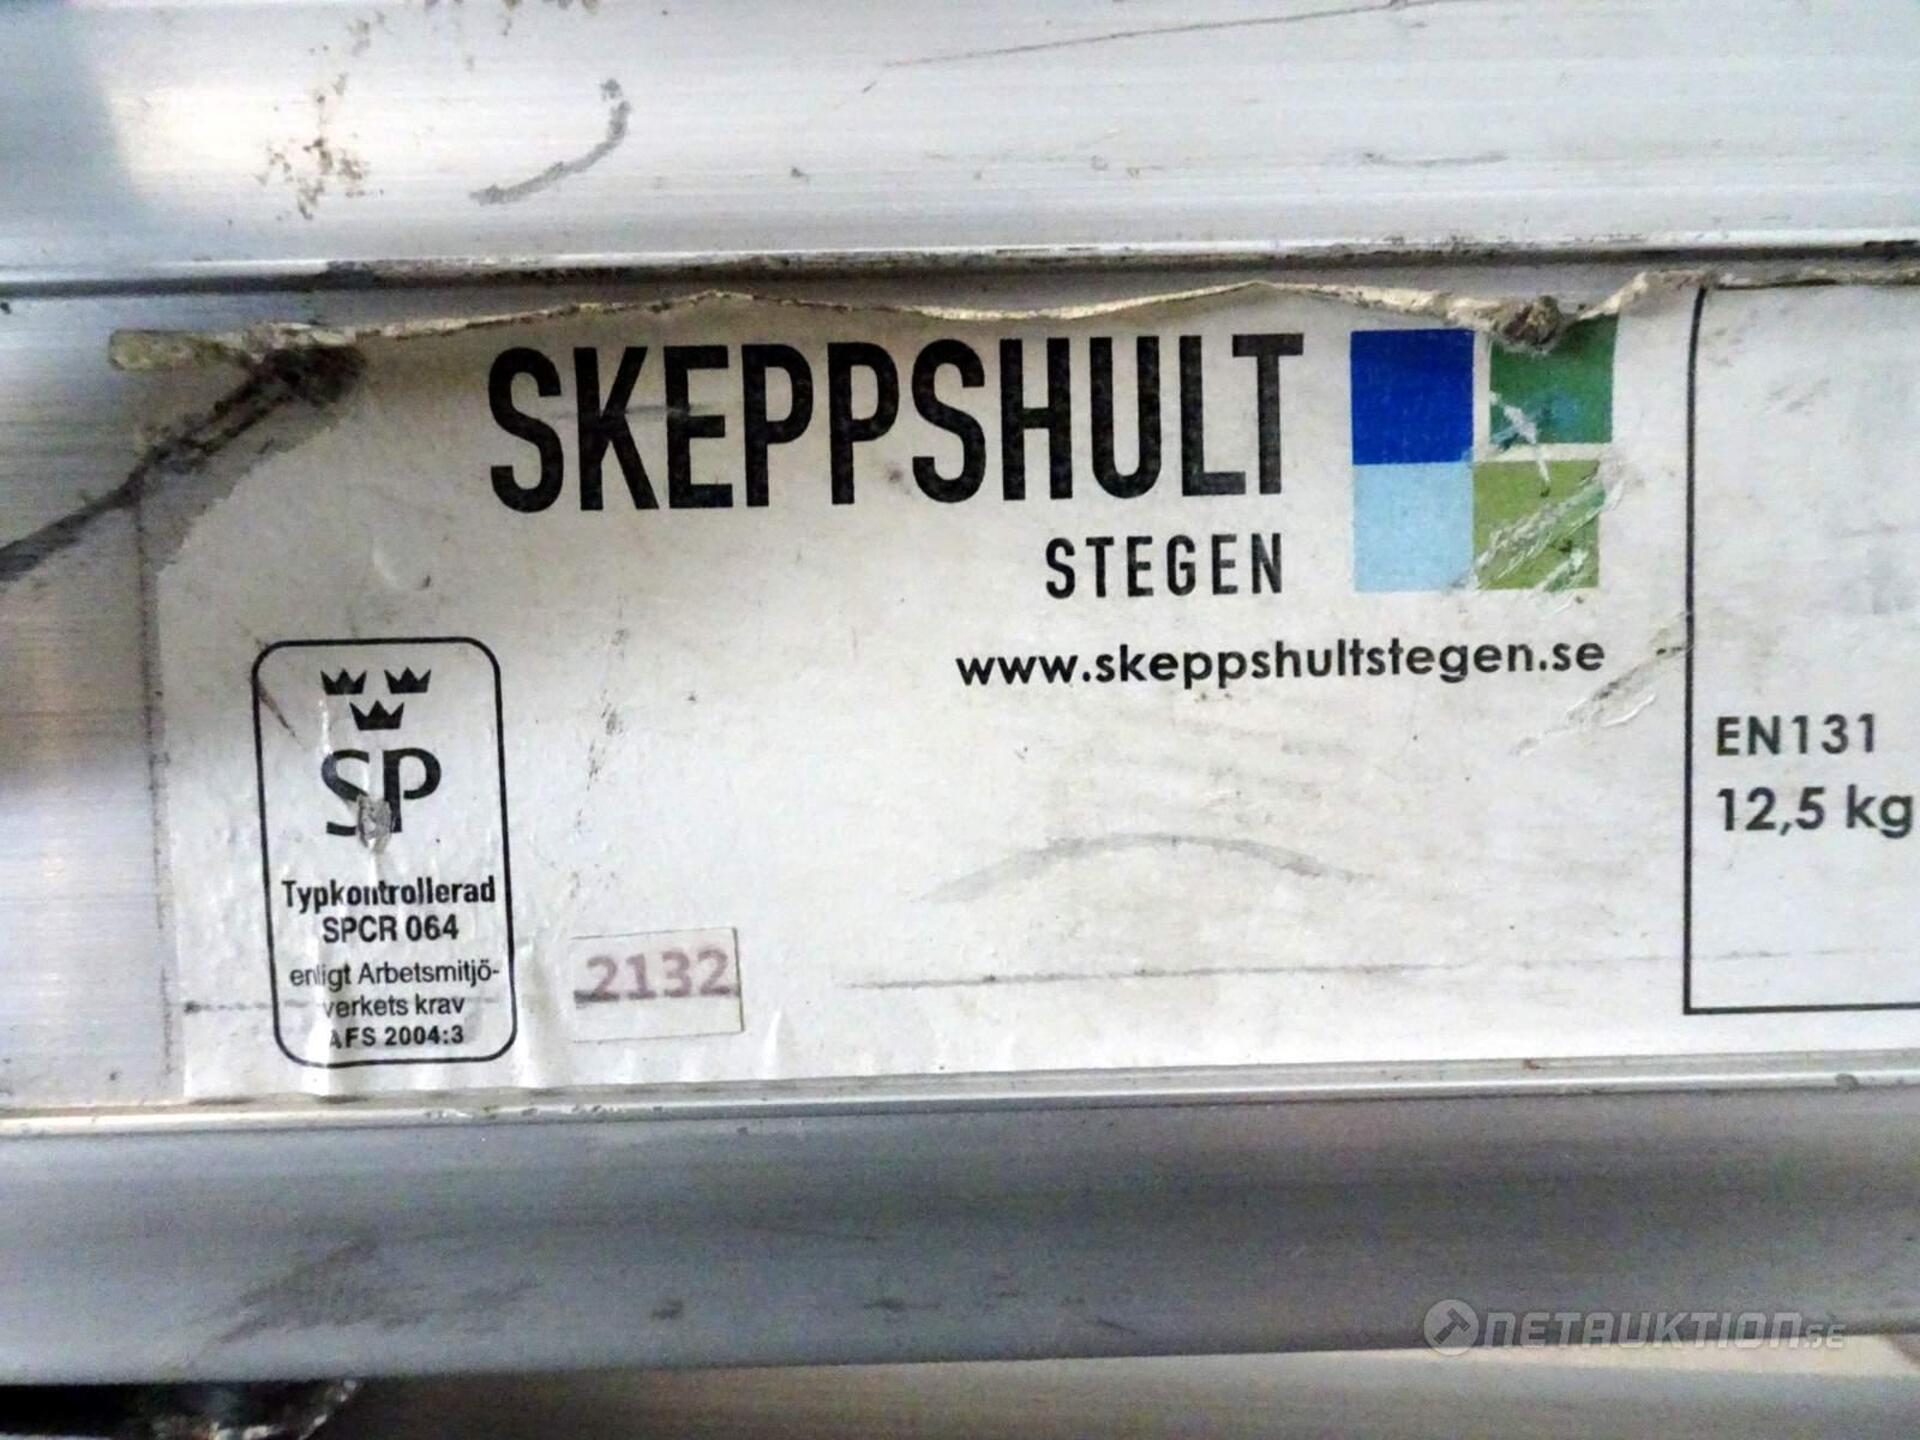 SKEPPSHULT
STEGEN
www.skeppshultstegen.se
SP
Typkontrollerad
SPCR 064
enligt Arbetsmitjö-
verkets krav
AFS 2004:3
2132
EN131
12,5 kg
NETAUKTION.SE